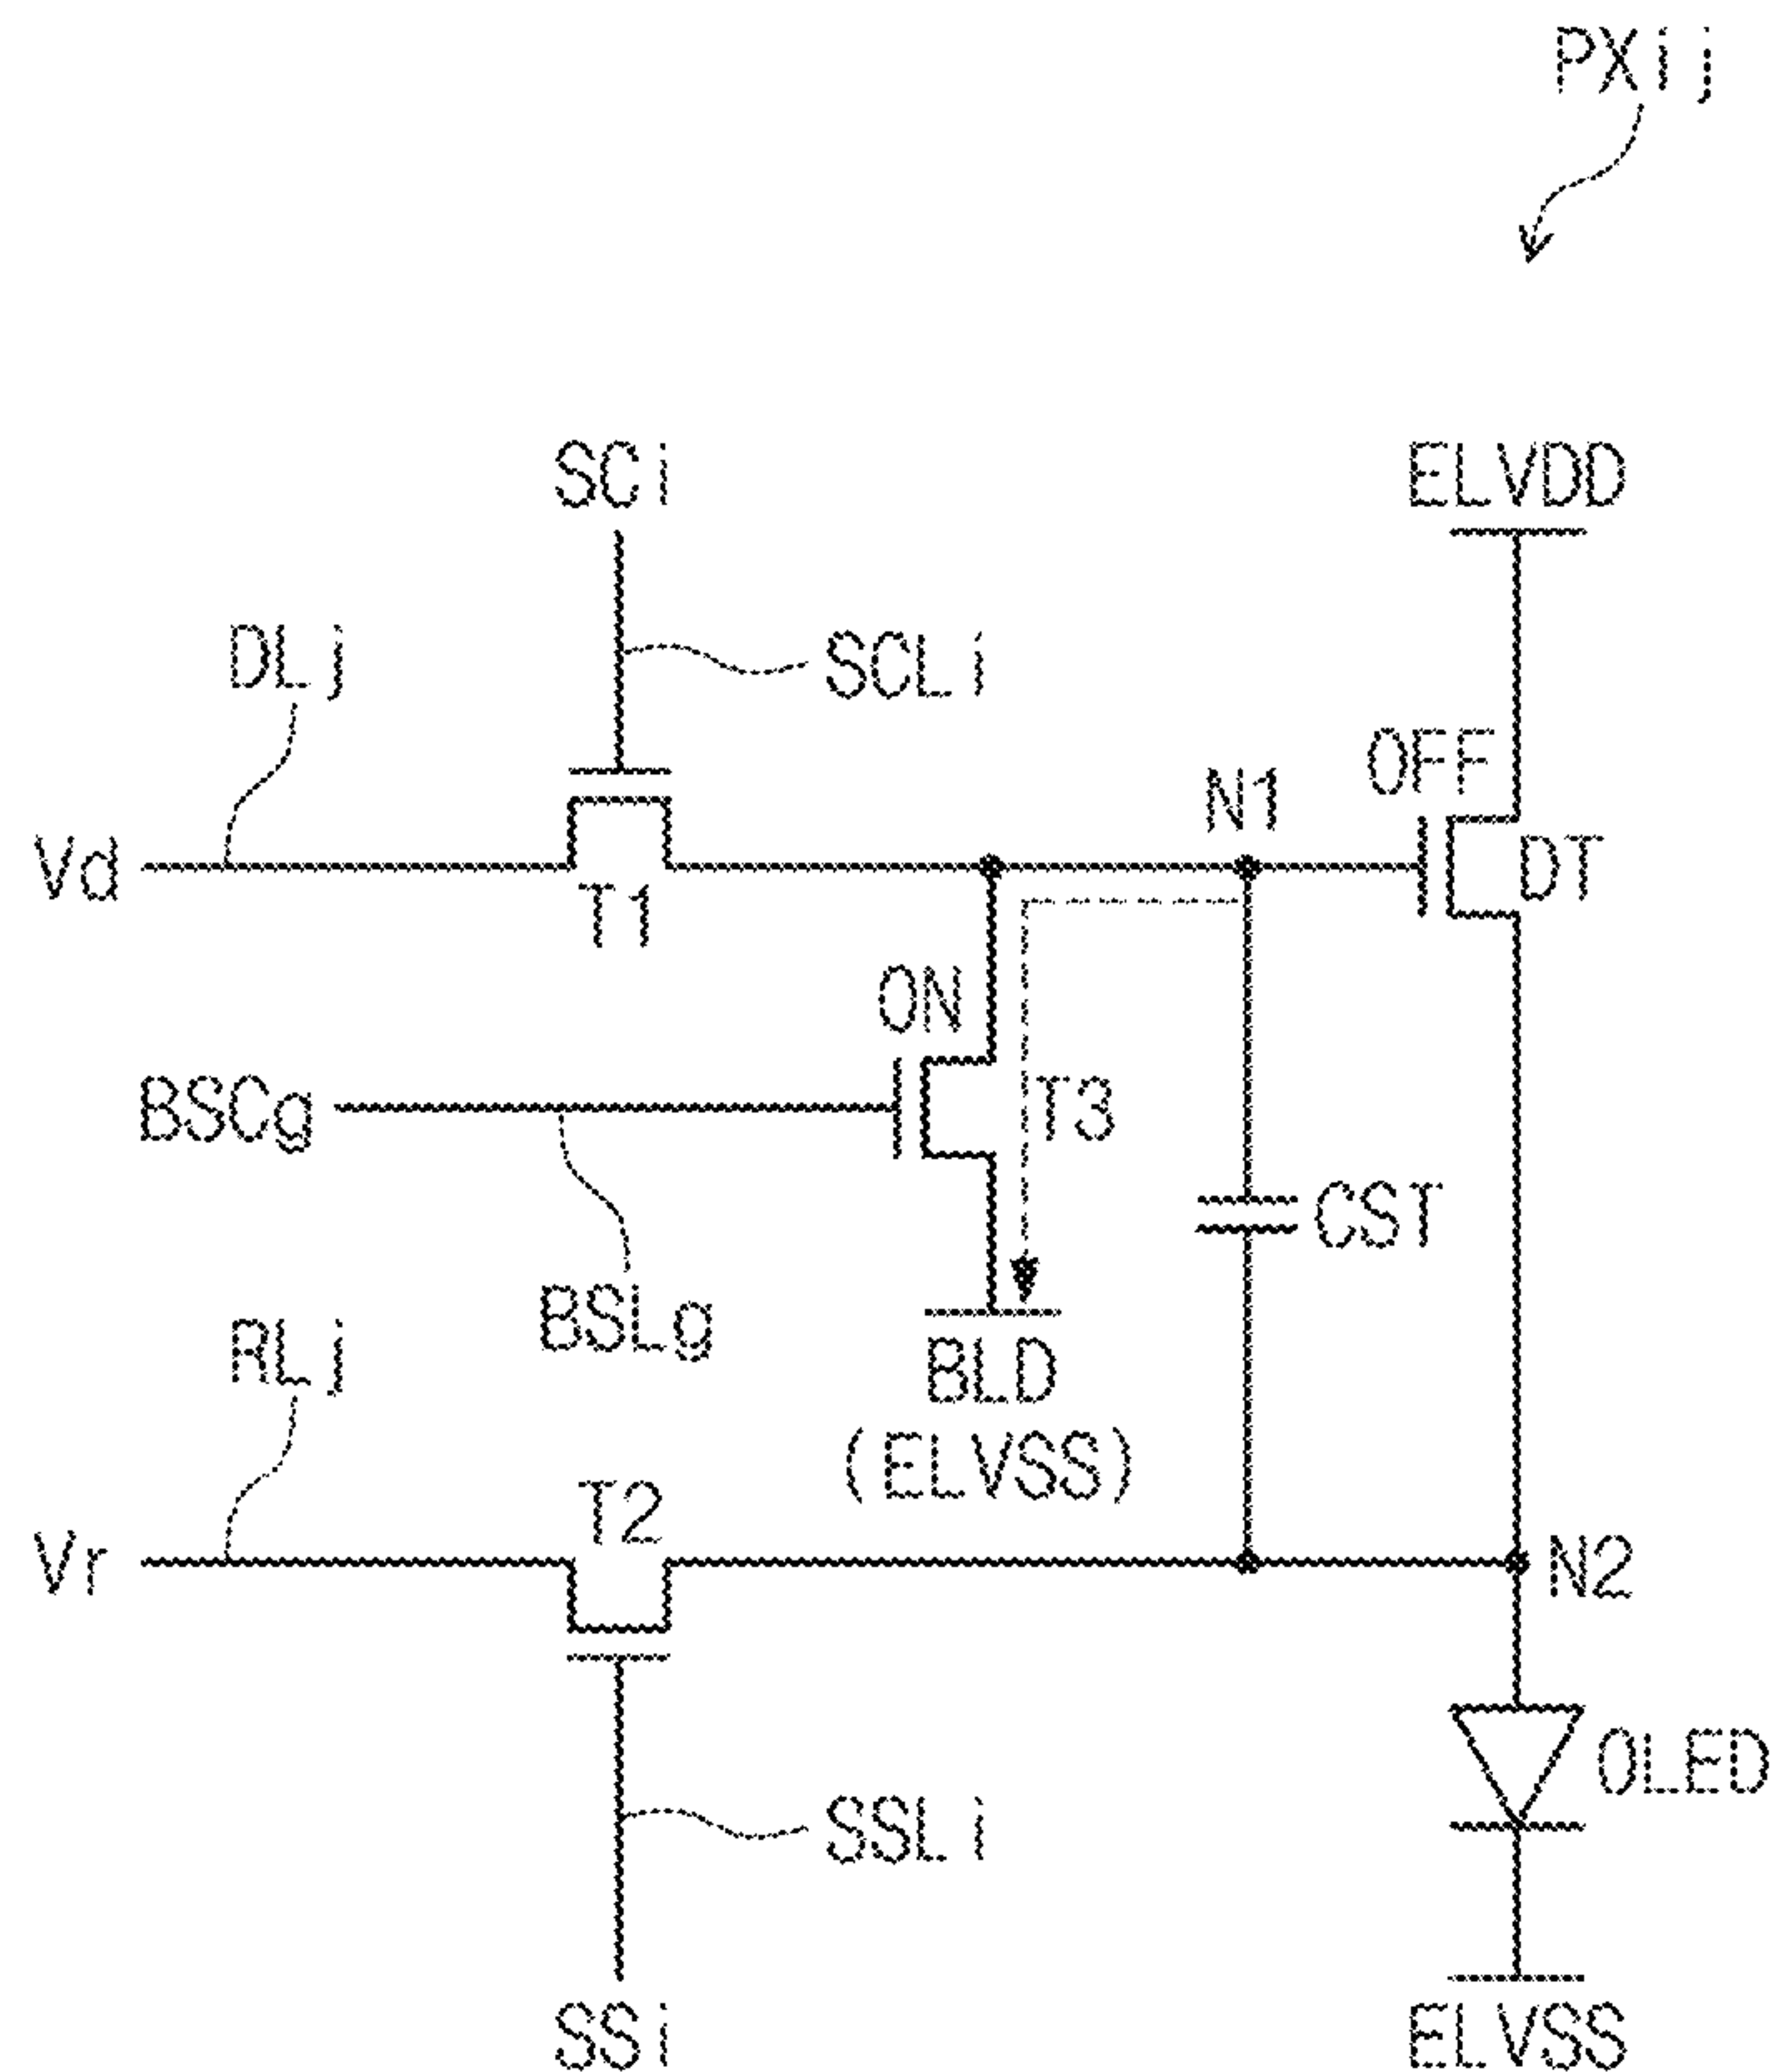 PXij
SCi
ELVDD
DLj
SCLi
OFF
N1
Vd
DT
T1
ON
BSCg
T3
CST
BSLg
RLj
BLD
(ELVSS)
T2
Vr
N2
OLED
SSLi
SSi
ELVSS